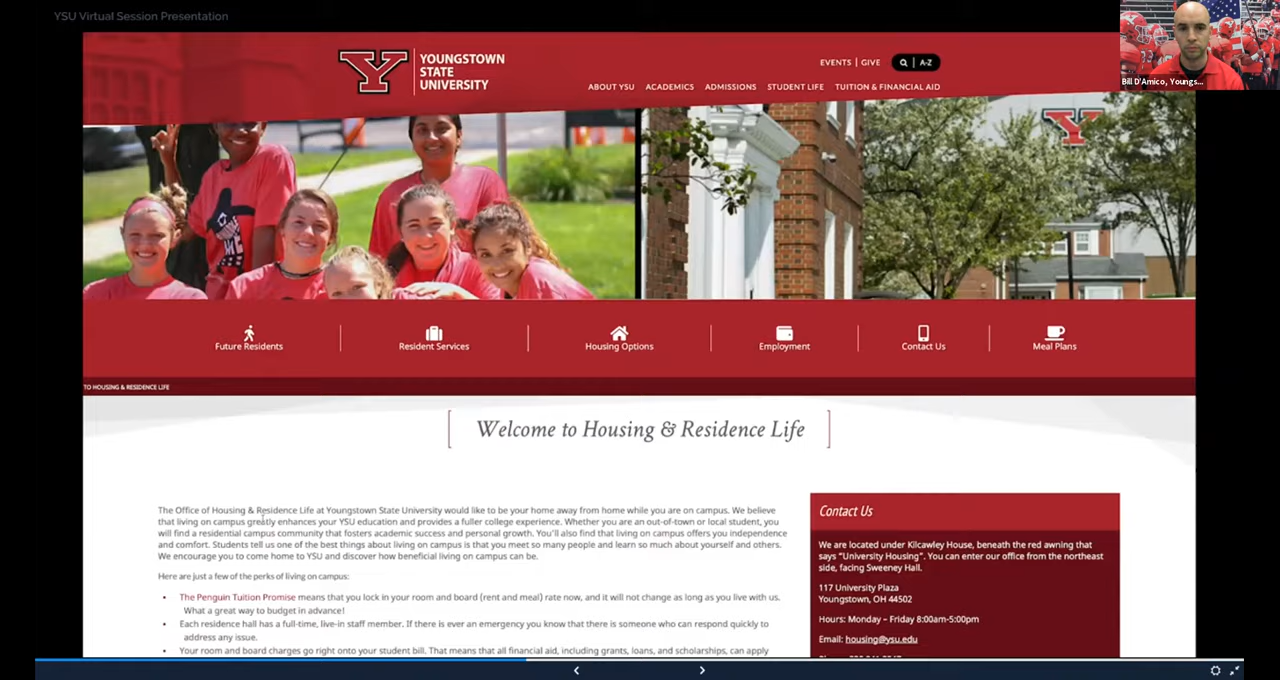 YSU Virtual Session Presentation
Bill D'Amico, Youngs...
YOUNGSTOWN
STATE
UNIVERSITY
EVENTS | GIVE
A-Z
ABOUT YSU ACADEMICS ADMISSIONS STUDENT LIFE TUITION & FINANCIAL AID
Future Residents
Resident Services
Housing Options
Employment
Contact Us
Meal Plans
TO HOUSING & RESIDENCE LIFE
Welcome to Housing & Residence Life
The Office of Housing & Residence Life at Youngstown State University would like to be your home away from home while you are on campus. We believe
that living on campus greatly enhances your YSU education and provides a fuller college experience. Whether you are an out-of-town or local student, you
will find a residential campus community that fosters academic success and personal growth. You'll also find that living on campus offers you independence
and comfort. Students tell us one of the best things about living on campus is that you meet so many people and learn so much about yourself and others.
We encourage you to come home to YSU and discover how beneficial living on campus can be.
Here are just a few of the perks of living on campus:
• The Penguin Tuition Promise means that you lock in your room and board (rent and meal) rate now, and it will not change as long as you live with us.
What a great way to budget in advance!
• Each residence hall has a full-time, live-in staff member. If there is ever an emergency you know that there is someone who can respond quickly to
address any issue.
• Your room and board charges go right onto your student bill. That means that all financial aid, including grants, loans, and scholarships, can apply
Contact Us
We are located under Kilcawley House, beneath the red awning that
says "University Housing". You can enter our office from the northeast
side, facing Sweeney Hall.
117 University Plaza
Youngstown, OH 44502
Hours: Monday – Friday 8:00am-5:00pm
Email: housing@ysu.edu